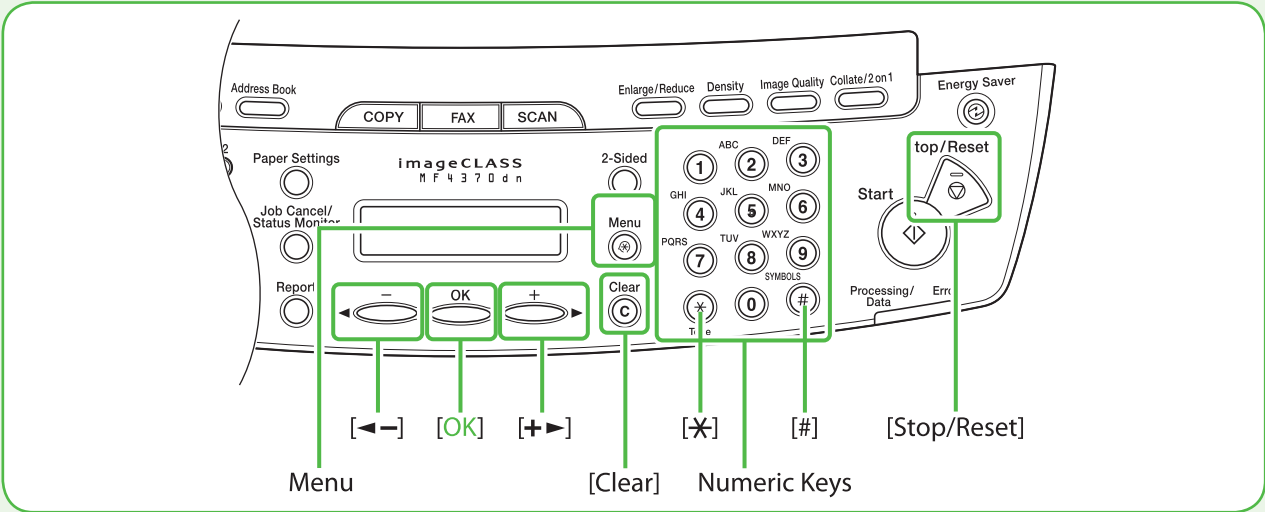 Address Book
COPY
FAX
SCAN
Enlarge/Reduce
Density
Image Quality
Collate/2 on 1
Energy Saver
2
Paper Settings
imageCLASS
MF4370dn
2-Sided
Job Cancel/
Status Monitor
Menu
Report
−
OK
+
Clear
C
1
ABC
2
DEF
3
GHI
4
JKL
5
MNO
6
PQRS
7
TUV
8
WXYZ
9
SYMBOLS
0
#
top/Reset
Start
Processing/
Data
[◄−]
[OK]
[+►]
[*]
[#]
[Stop/Reset]
Menu
[Clear]
Numeric Keys